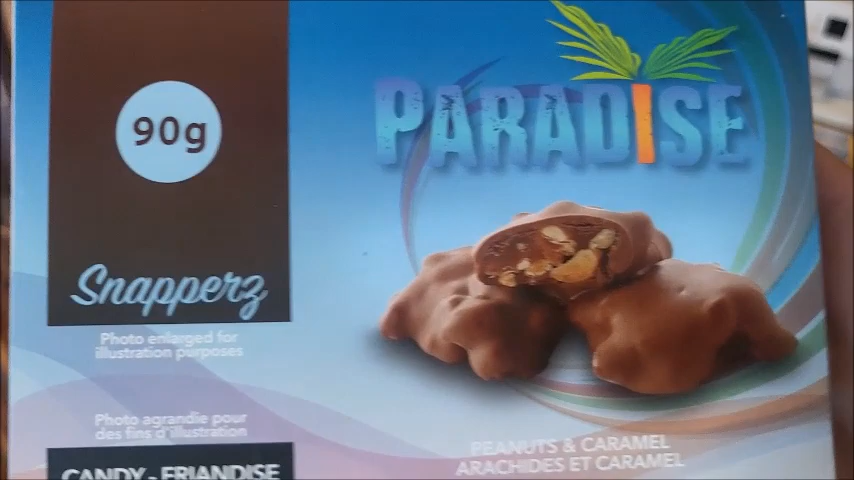 90g
Snapperz
Photo enlarged for
illustration purposes
Photo agrandie pour
des fins d'illustration
CANDY - FRIANDISE
PARADISE
PEANUTS & CARAMEL
ARACHIDES ET CARAMEL